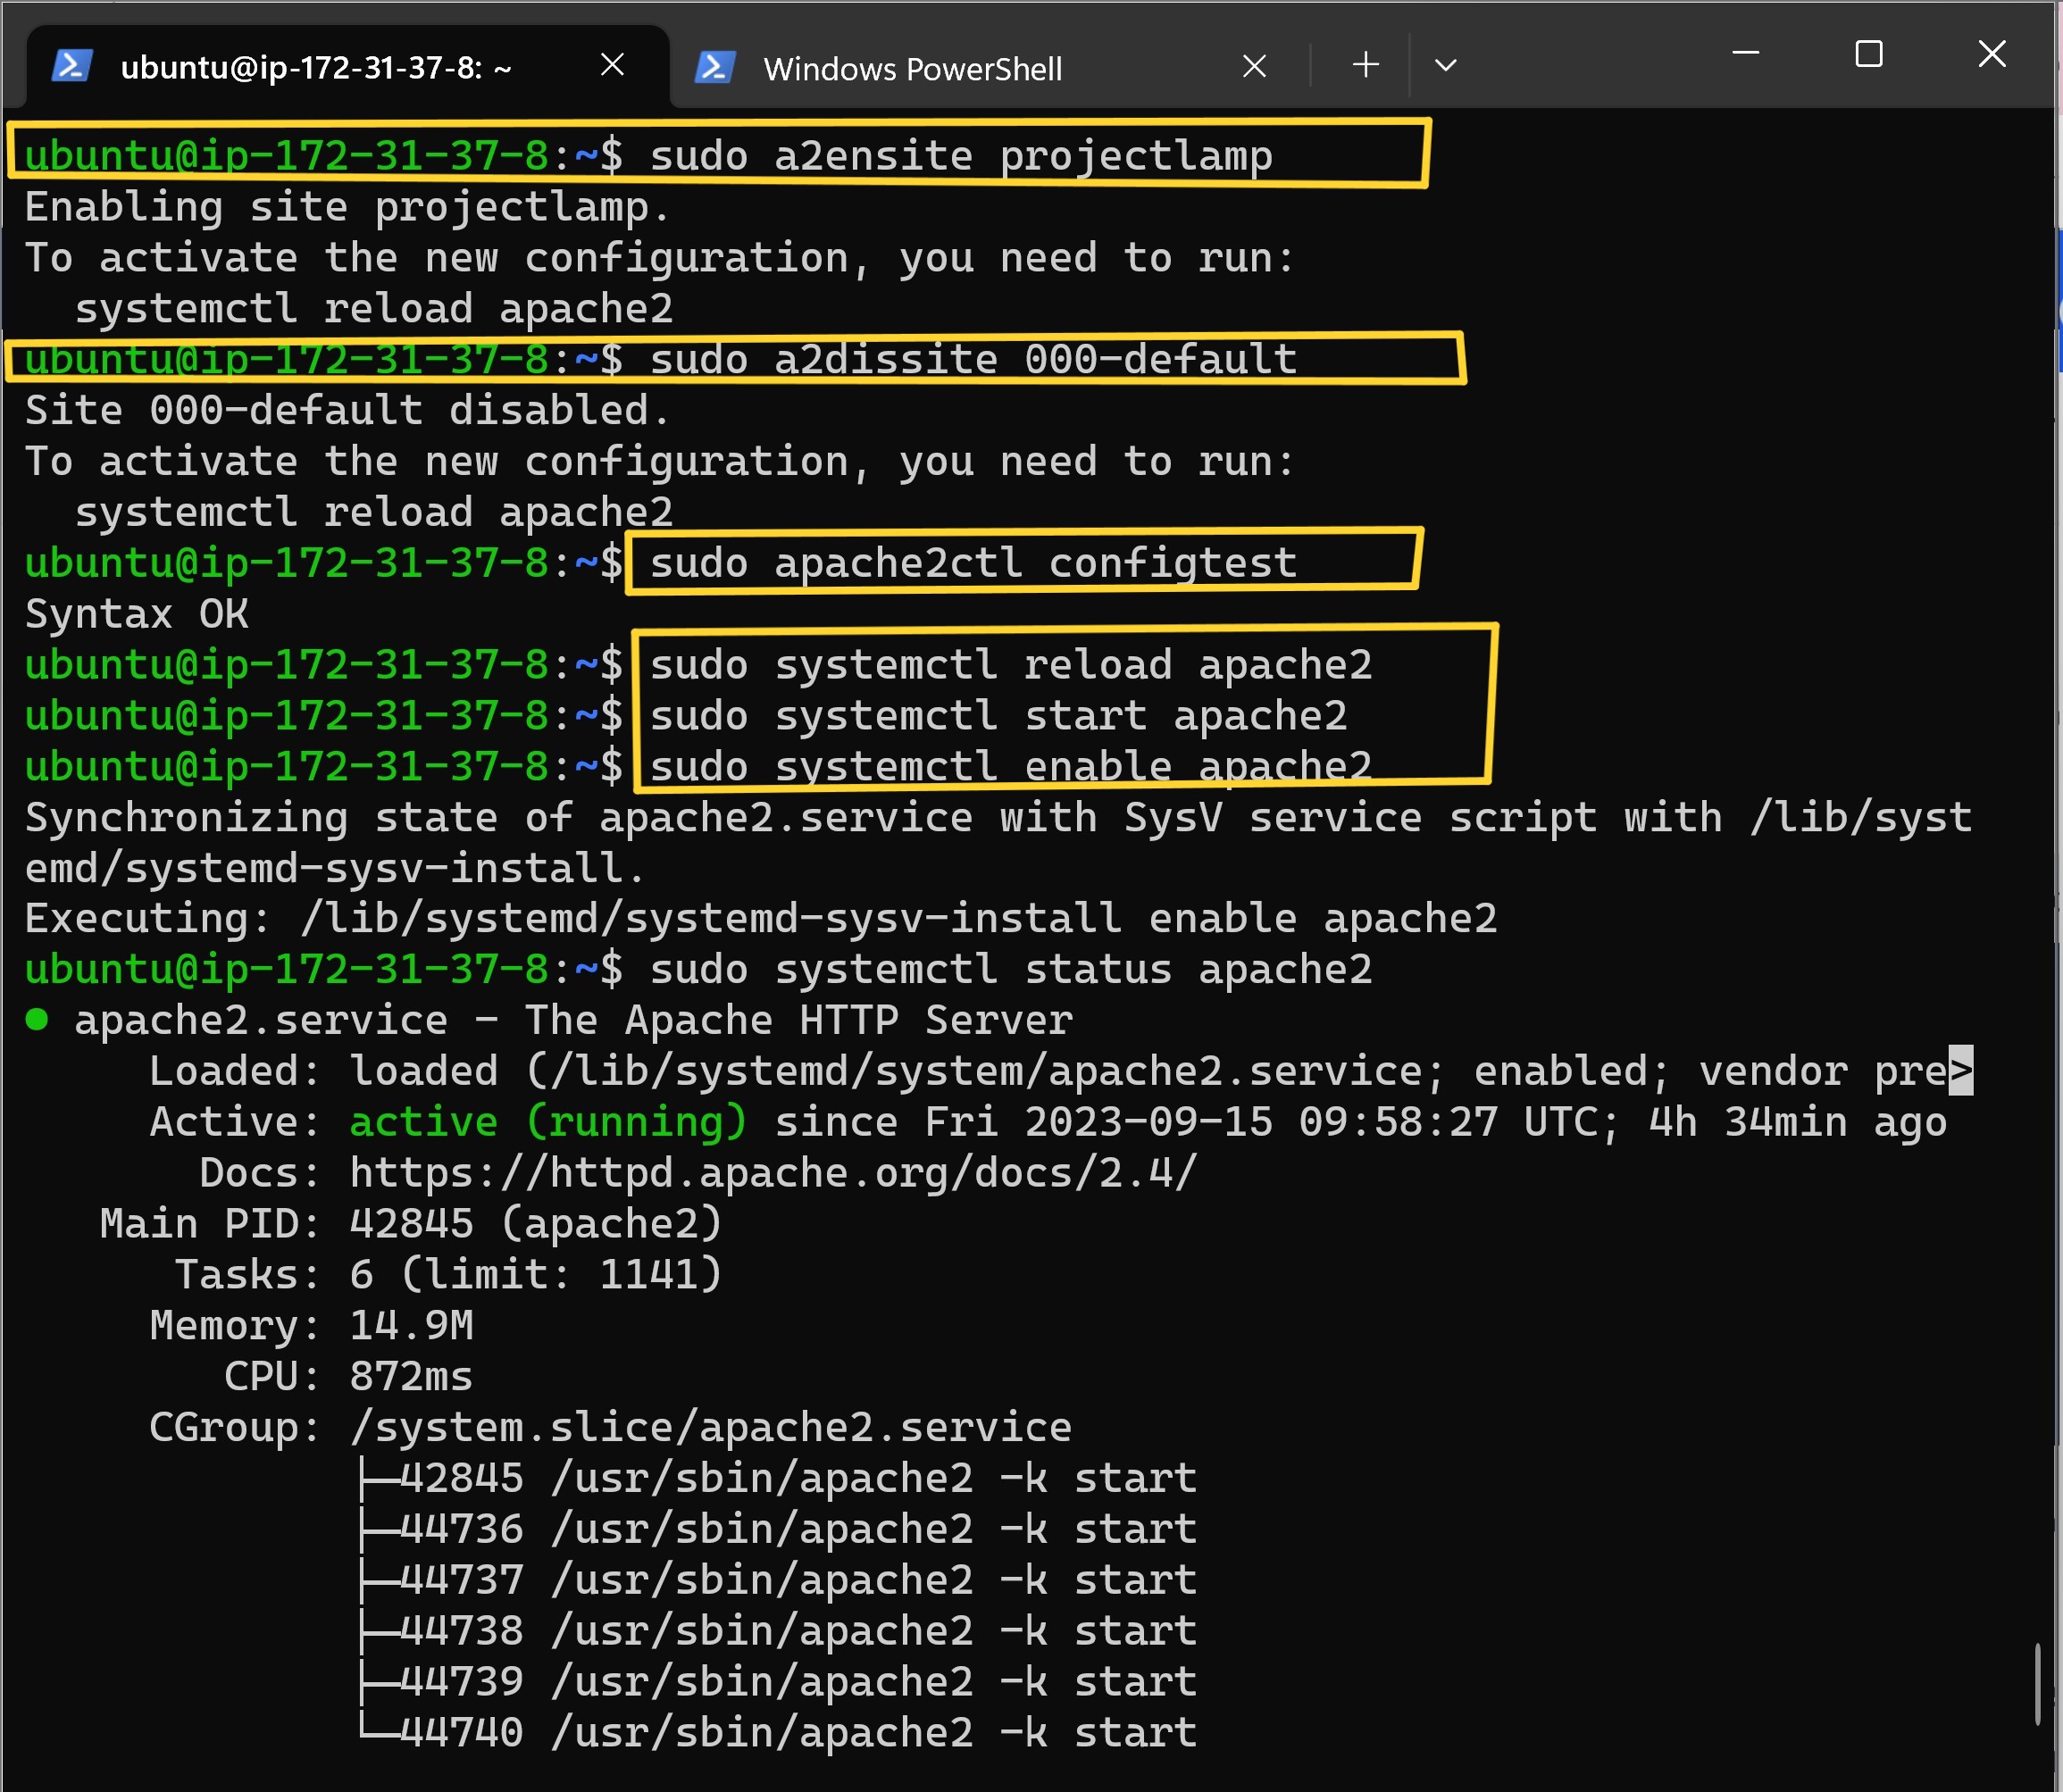 ubuntu@ip-172-31-37-8: ~
Windows PowerShell
ubuntu@ip-172-31-37-8:~$ sudo a2ensite projectlamp
Enabling site projectlamp.
To activate the new configuration, you need to run:
  systemctl reload apache2
ubuntu@ip-172-31-37-8:~$ sudo a2dissite 000-default
Site 000-default disabled.
To activate the new configuration, you need to run:
  systemctl reload apache2
ubuntu@ip-172-31-37-8:~$ sudo apache2ctl configtest
Syntax OK
ubuntu@ip-172-31-37-8:~$ sudo systemctl reload apache2
ubuntu@ip-172-31-37-8:~$ sudo systemctl start apache2
ubuntu@ip-172-31-37-8:~$ sudo systemctl enable apache2
Synchronizing state of apache2.service with SysV service script with /lib/syst
emd/systemd-sysv-install.
Executing: /lib/systemd/systemd-sysv-install enable apache2
ubuntu@ip-172-31-37-8:~$ sudo systemctl status apache2
● apache2.service - The Apache HTTP Server
     Loaded: loaded (/lib/systemd/system/apache2.service; enabled; vendor pre>
     Active: active (running) since Fri 2023-09-15 09:58:27 UTC; 4h 34min ago
       Docs: https://httpd.apache.org/docs/2.4/
   Main PID: 42845 (apache2)
      Tasks: 6 (limit: 1141)
     Memory: 14.9M
        CPU: 872ms
     CGroup: /system.slice/apache2.service
             ├─42845 /usr/sbin/apache2 -k start
             ├─44736 /usr/sbin/apache2 -k start
             ├─44737 /usr/sbin/apache2 -k start
             ├─44738 /usr/sbin/apache2 -k start
             ├─44739 /usr/sbin/apache2 -k start
             └─44740 /usr/sbin/apache2 -k start